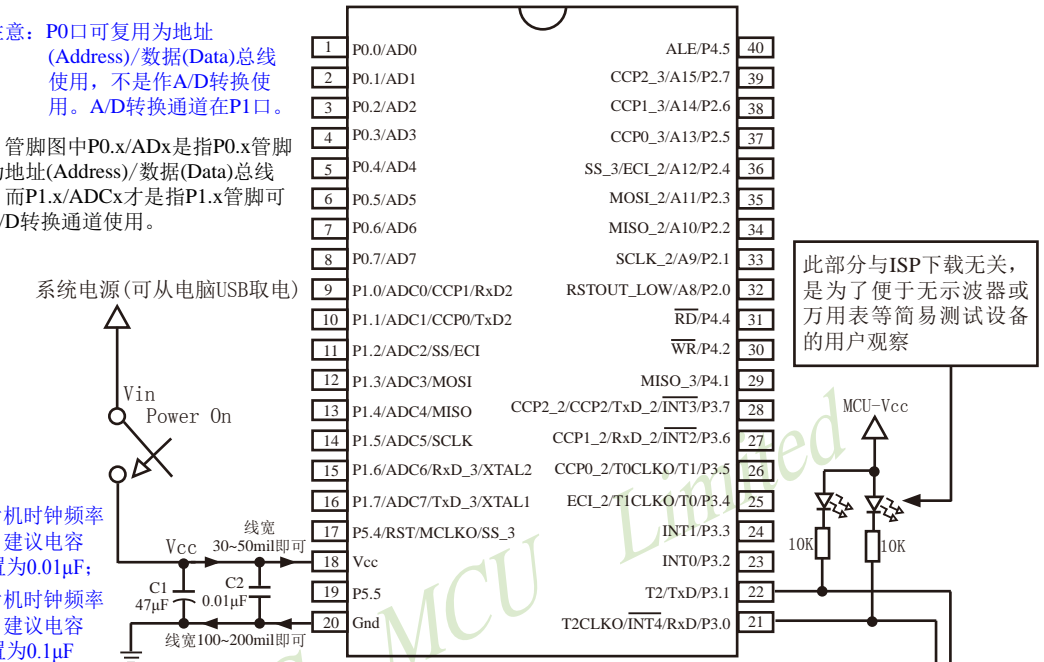 注意：P0口可复用为地址
(Address)/数据(Data)总线
使用，不是作A/D转换使
用。A/D转换通道在P1口。
管脚图中P0.x/ADx是指P0.x管脚
为地址(Address)/数据(Data)总线
而P1.x/ADCx才是指P1.x管脚可
A/D转换通道使用。
系统电源(可从电脑USB取电)
Vin
Power On
机时钟频率
建议电容
置为0.01μF；
机时钟频率
建议电容
置为0.1μF
Vcc
线宽
30~50mil即可
C1
47μF
C2
0.01μF
线宽100~200mil即可
1 P0.0/AD0
2 P0.1/AD1
3 P0.2/AD2
4 P0.3/AD3
5 P0.4/AD4
6 P0.5/AD5
7 P0.6/AD6
8 P0.7/AD7
9 P1.0/ADC0/CCP1/RxD2
10 P1.1/ADC1/CCP0/TxD2
11 P1.2/ADC2/SS/ECI
12 P1.3/ADC3/MOSI
13 P1.4/ADC4/MISO
14 P1.5/ADC5/SCLK
15 P1.6/ADC6/RxD_3/XTAL2
16 P1.7/ADC7/TxD_3/XTAL1
17 P5.4/RST/MCLKO/SS_3
18 Vcc
19 P5.5
20 Gnd
ALE/P4.5 40
CCP2_3/A15/P2.7 39
CCP1_3/A14/P2.6 38
CCP0_3/A13/P2.5 37
SS_3/ECI_2/A12/P2.4 36
MOSI_2/A11/P2.3 35
MISO_2/A10/P2.2 34
SCLK_2/A9/P2.1 33
RSTOUT_LOW/A8/P2.0 32
RD/P4.4 31
WR/P4.2 30
MISO_3/P4.1 29
CCP2_2/CCP2/TxD_2/INT3/P3.7 28
CCP1_2/RxD_2/INT2/P3.6 27
CCP0_2/T0CLKO/T1/P3.5 26
ECI_2/T1CLKO/T0/P3.4 25
INT1/P3.3 24
INT0/P3.2 23
T2/TxD/P3.1 22
T2CLKO/INT4/RxD/P3.0 21
此部分与ISP下载无关，
是为了便于无示波器或
万用表等简易测试设备
的用户观察
MCU-Vcc
10K
10K
MCU Limited